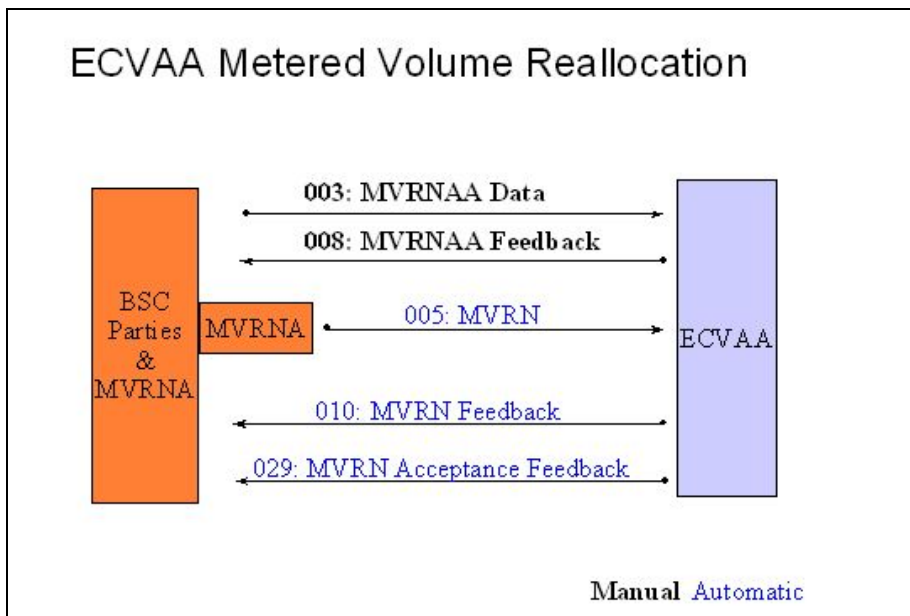 ECVAA Metered Volume Reallocation
003: MVRNAA Data
008: MVRNAA Feedback
BSC
Parties
&
MVRNA
MVRNA
005: MVRN
ECVAA
010: MVRN Feedback
029: MVRN Acceptance Feedback
Manual Automatic